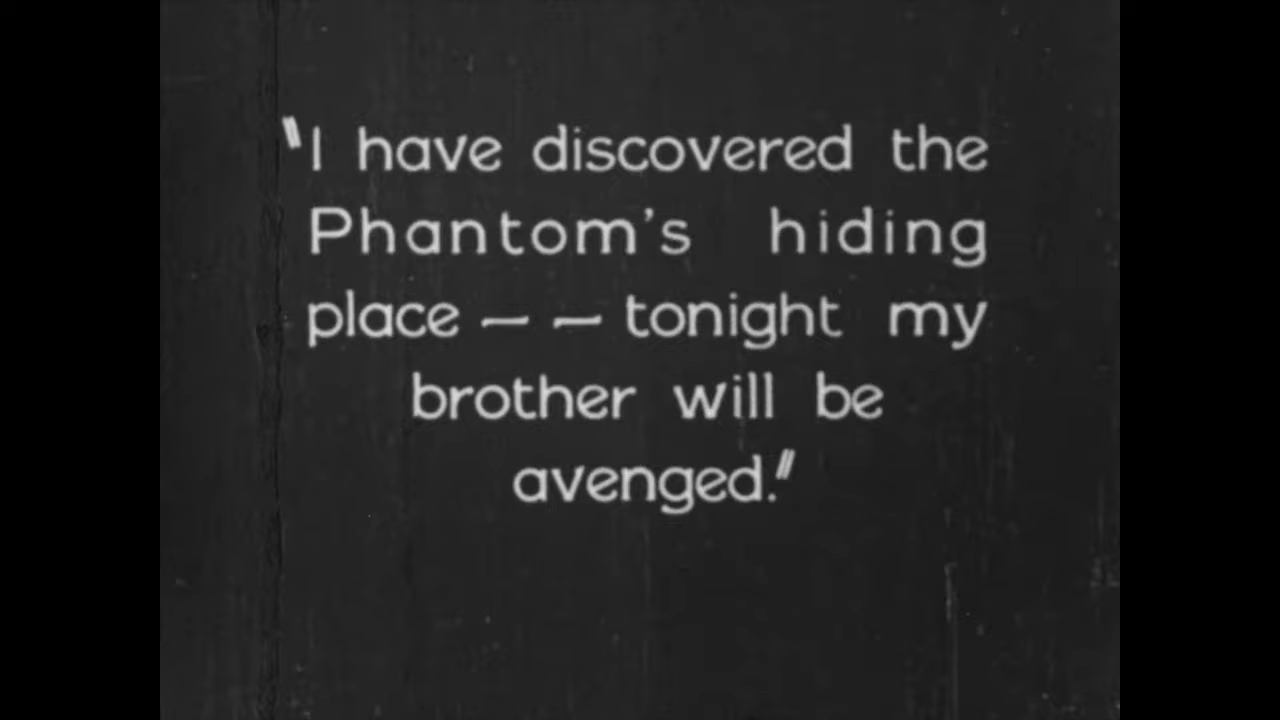 "I have discovered the
Phantom's hiding
place — — tonight my
brother will be
avenged."